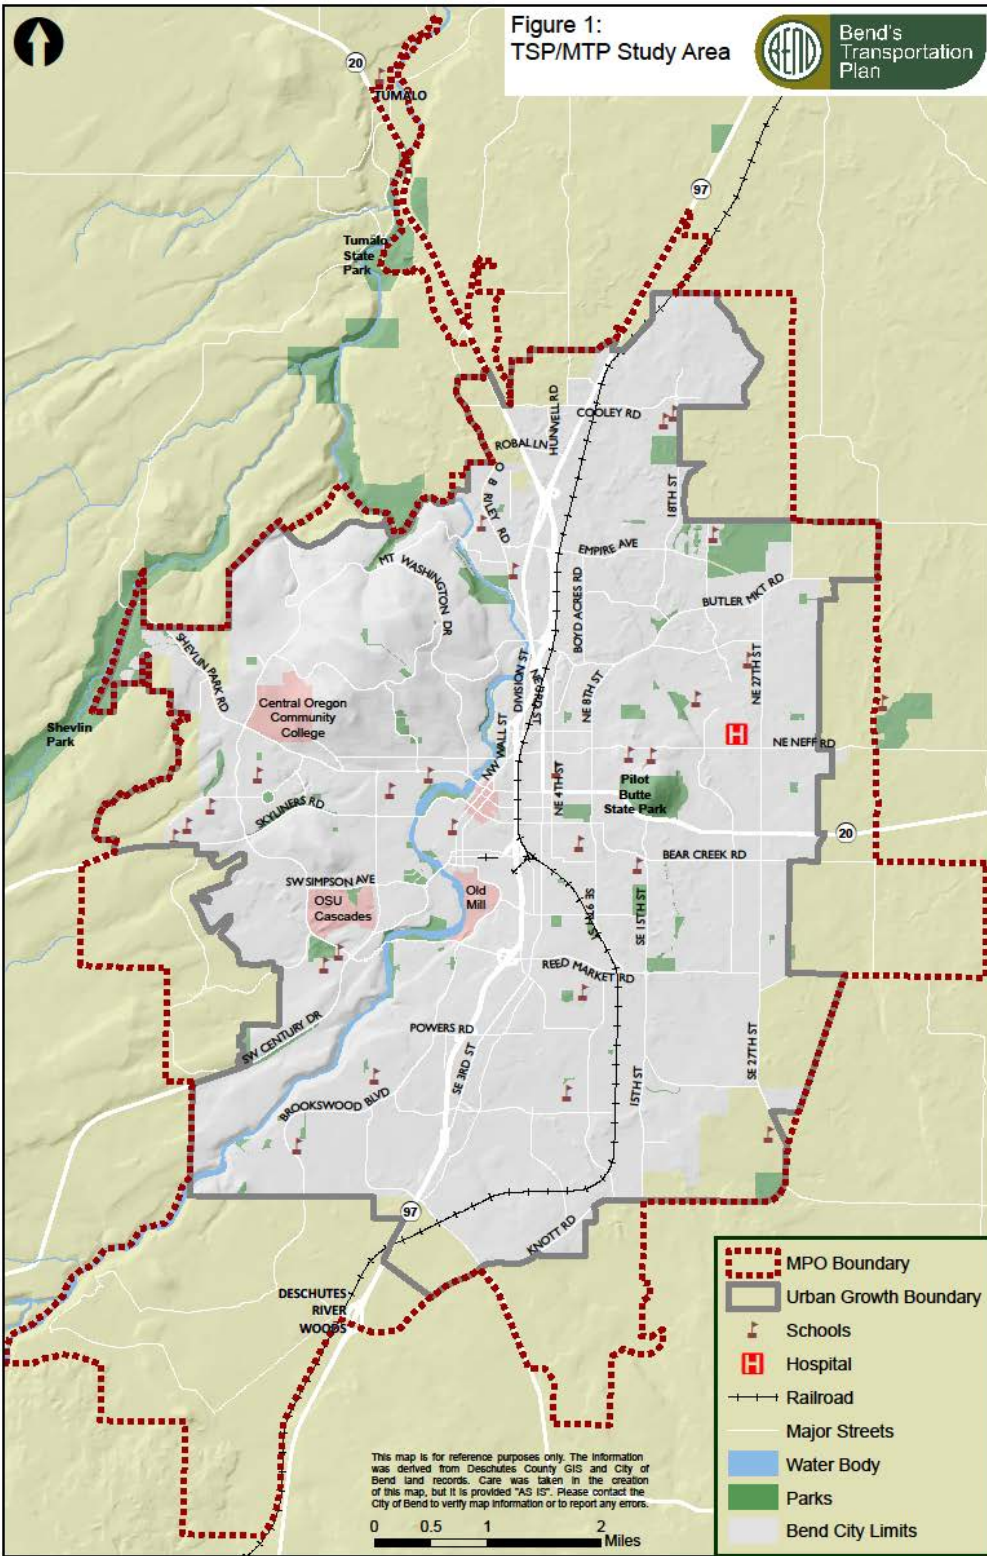 Figure 1:
TSP/MTP Study Area
BEND
Bend's
Transportation
Plan
20
TUMALO
97
Tumalo
State
Park
HUNNELL RD
COOLEY RD
ROBAL LN
O B RILEY RD
18TH ST
EMPIRE AVE
MT WASHINGTON DR
BOYD ACRES RD
BUTLER MKT RD
SHEVLIN PARK RD
DIVISION ST
NE 3RD ST
NE 8TH ST
NE 27TH ST
Central Oregon
Community
College
Shevlin
Park
NW WALL ST
H
NE NEFF RD
NE 4TH ST
Pilot
Butte
State Park
SKYLINERS RD
20
BEAR CREEK RD
SW SIMPSON AVE
Old
Mill
OSU
Cascades
SE 9TH ST
SE 15TH ST
REED MARKET RD
SW CENTURY DR
POWERS RD
SE 3RD ST
SE 27TH ST
15TH ST
BROOKSWOOD BLVD
97
KNOTT RD
DESCHUTES
RIVER
WOODS
MPO Boundary
Urban Growth Boundary
Schools
H Hospital
Railroad
Major Streets
Water Body
Parks
Bend City Limits
This map is for reference purposes only. The information
was derived from Deschutes County GIS and City of
Bend land records. Care was taken in the creation
of this map, but it is provided "AS IS". Please contact the
City of Bend to verify map information or to report any errors.
0 0.5 1 2
Miles